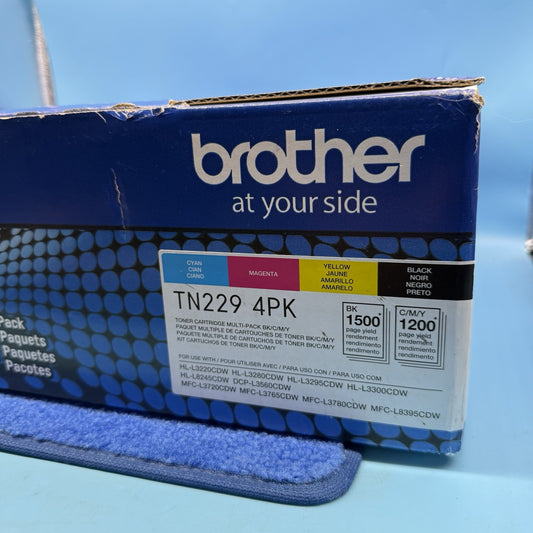 brother
at your side
CYAN
CIAN
CIANO
MAGENTA
YELLOW
JAUNE
AMARILLO
AMARELO
BLACK
NOIR
NEGRO
PRETO
TN229 4PK
TONER CARTRIDGE MULTI-PACK BK/C/M/Y
PAQUET MULTIPLE DE CARTOUCHES DE TONER BK/C/M/Y
PAQUETE MÚLTIPLE DE CARTUCHOS DE TÓNER BK/C/M/Y
KIT CARTUCHOS DE TONER BK/C/M/Y
BK
1500*
page yield
rendement
rendimiento
rendimento
C/M/Y
1200*
page yield
rendement
rendimiento
rendimento
FOR USE WITH / POUR UTILISER AVEC / PARA USO CON / PARA USO COM
HL-L3220CDW HL-L3280CDW HL-L3295CDW HL-L3300CDW
HL-L8245CDW DCP-L3560CDW
MFC-L3720CDW MFC-L3765CDW MFC-L3780CDW MFC-L8395CDW
Pack
Paquets
Paquetes
Pacotes